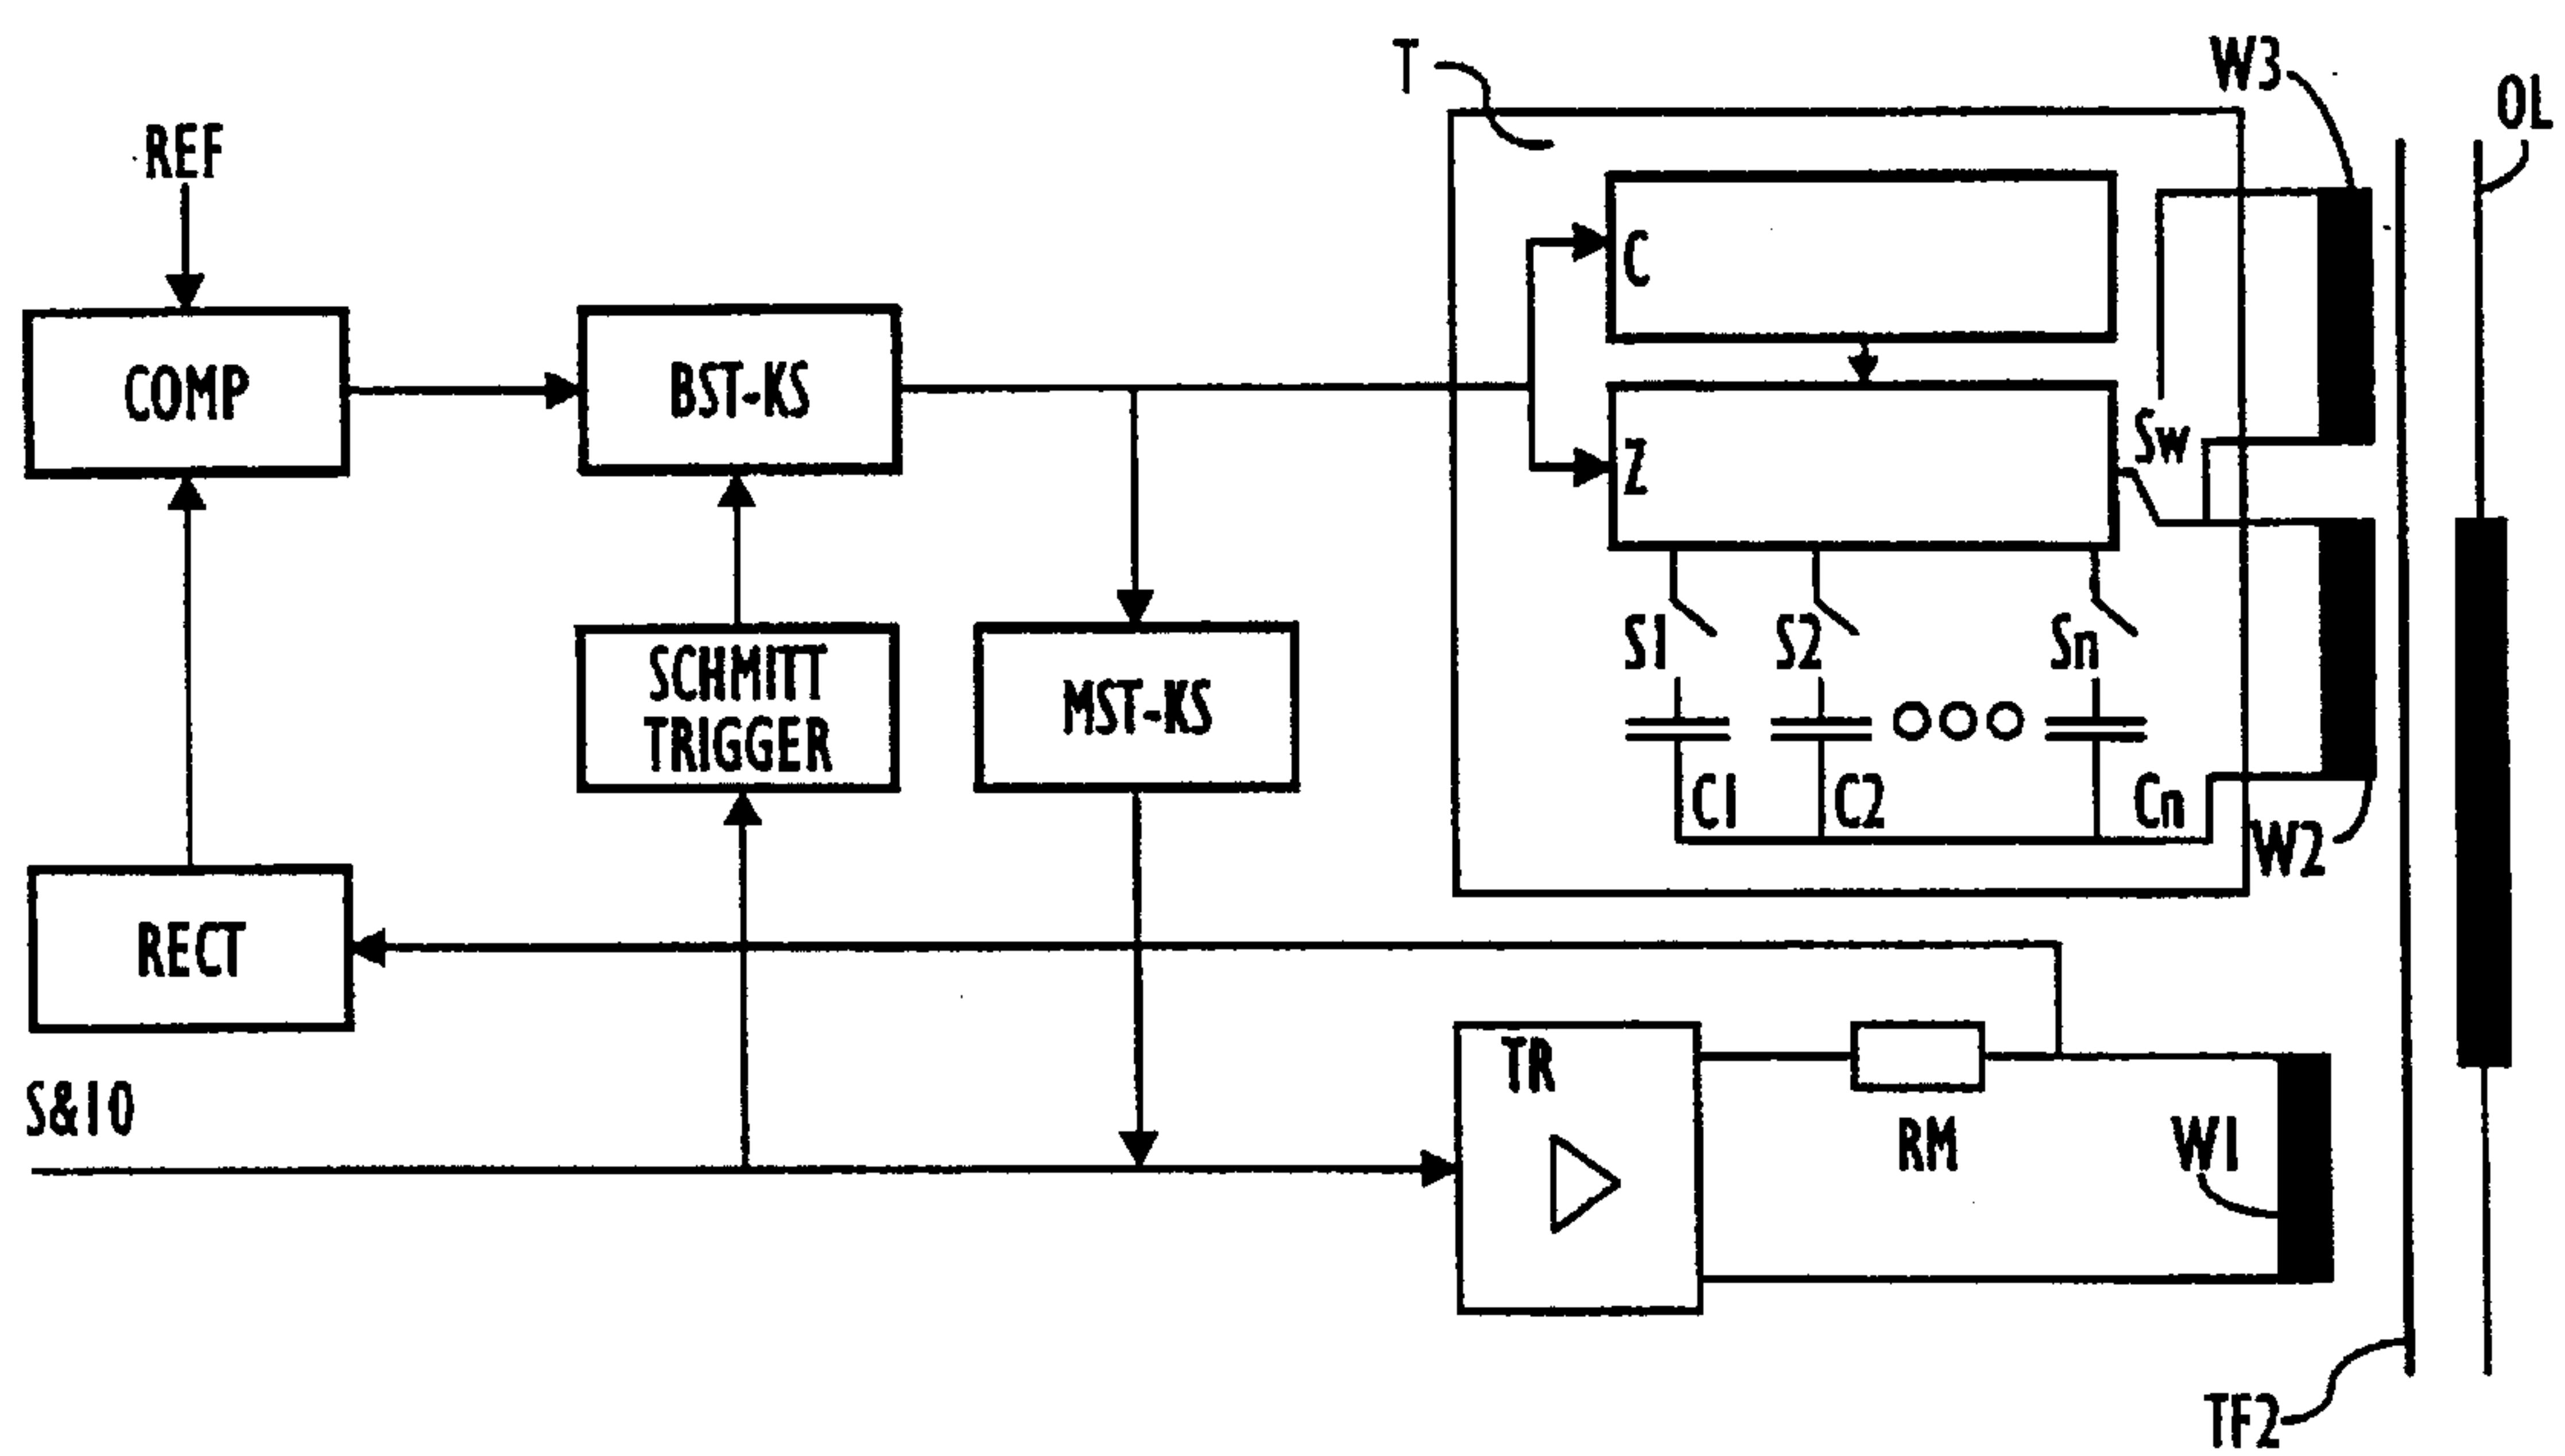 T
W3
OL
REF
C
COMP
BST-KS
Sw
Z
SCHMITT
TRIGGER
MST-KS
S1
S2
Sn
C1
C2
Cn
W2
RECT
TR
S&IO
RM
W1
TF2